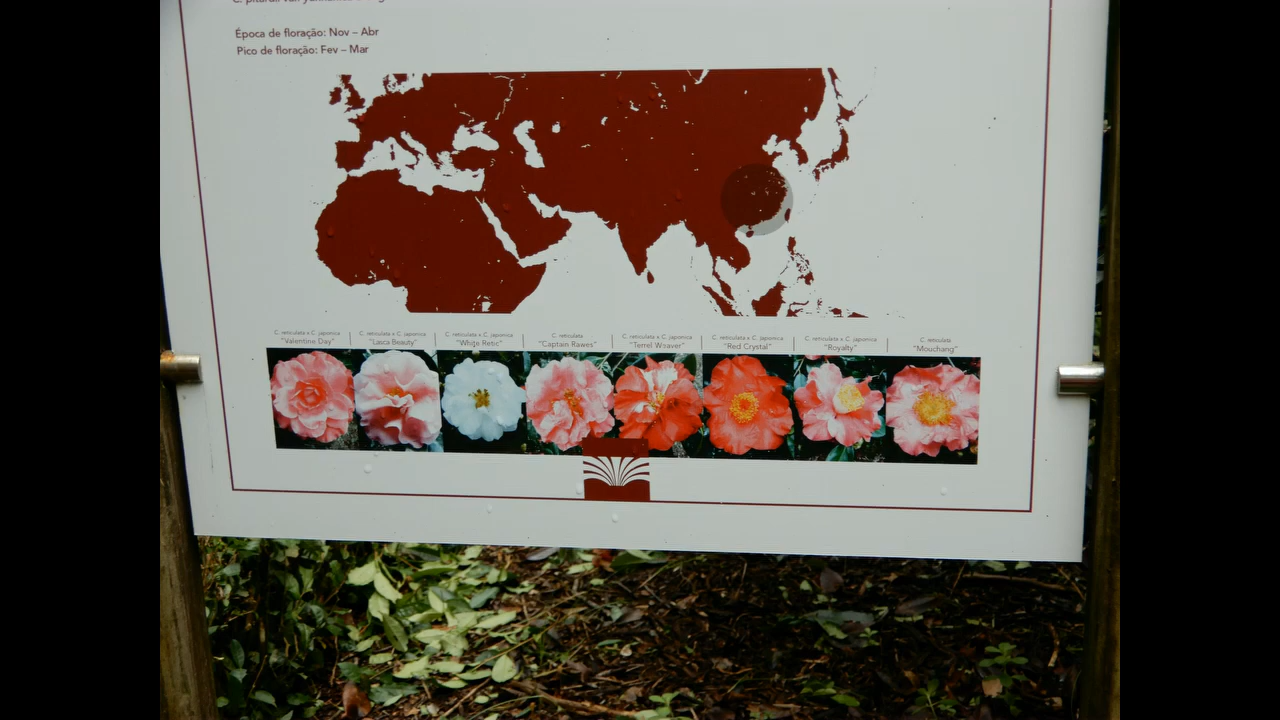 Época de floração: Nov – Abr
Pico de floração: Fev – Mar
C. reticulata x C. japonica
"Valentine Day"
C. reticulata x C. japonica
"Lasca Beauty"
C. reticulata x C. japonica
"Whige Retic"
C. reticulata
"Captain Rawes"
C. reticulata x C. japonica
"Terrel Weaver"
C. reticulata x C. japonica
"Red Crystal"
C. reticulata x C. japonica
"Royalty"
C. reticulata
"Mouchang"